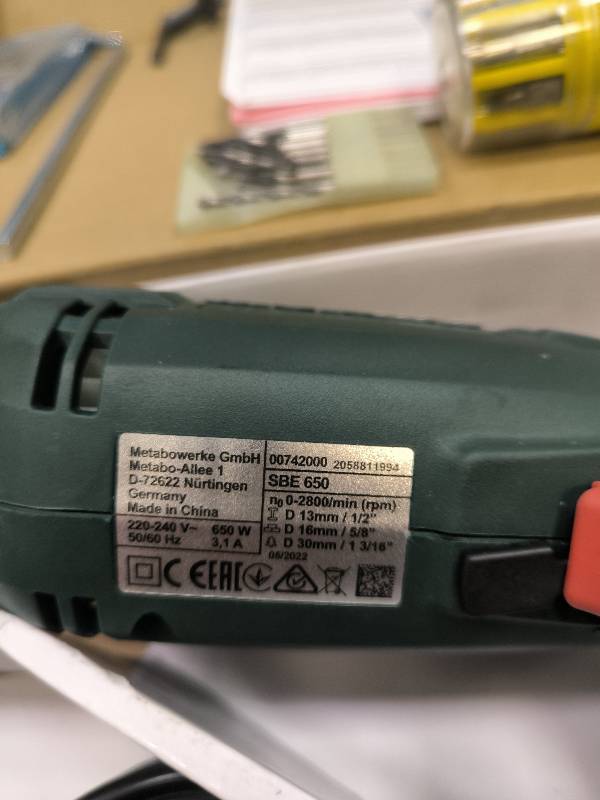 Metabowerke GmbH
Metabo-Allee 1
D-72622 Nürtingen
Germany
Made in China
220-240 V~ 650 W
50/60 Hz 3,1 A
00742000 2058811994
SBE 650
n₀ 0-2800/min (rpm)
D 13mm / 1/2"
D 16mm / 5/8"
D 30mm / 1 3/16"
06/2022
CE EAC